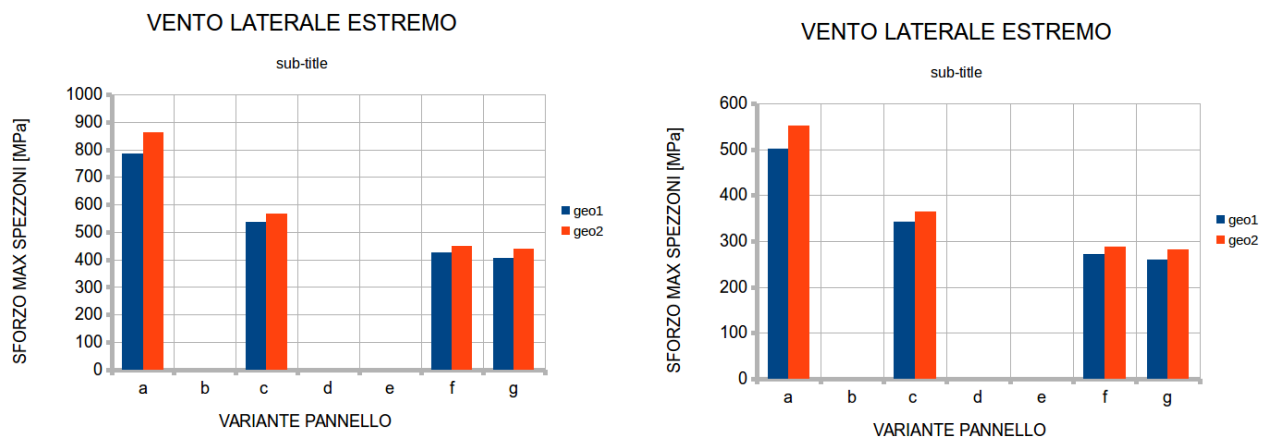 VENTO LATERALE ESTREMO
sub-title
SFORZO MAX SPEZZONI [MPa]
1000
900
800
700
600
500
400
300
200
100
0
a b c d e f g
VARIANTE PANNELLO
geo1
geo2
VENTO LATERALE ESTREMO
sub-title
SFORZO MAX SPEZZONI [MPa]
600
500
400
300
200
100
0
a b c d e f g
VARIANTE PANNELLO
geo1
geo2